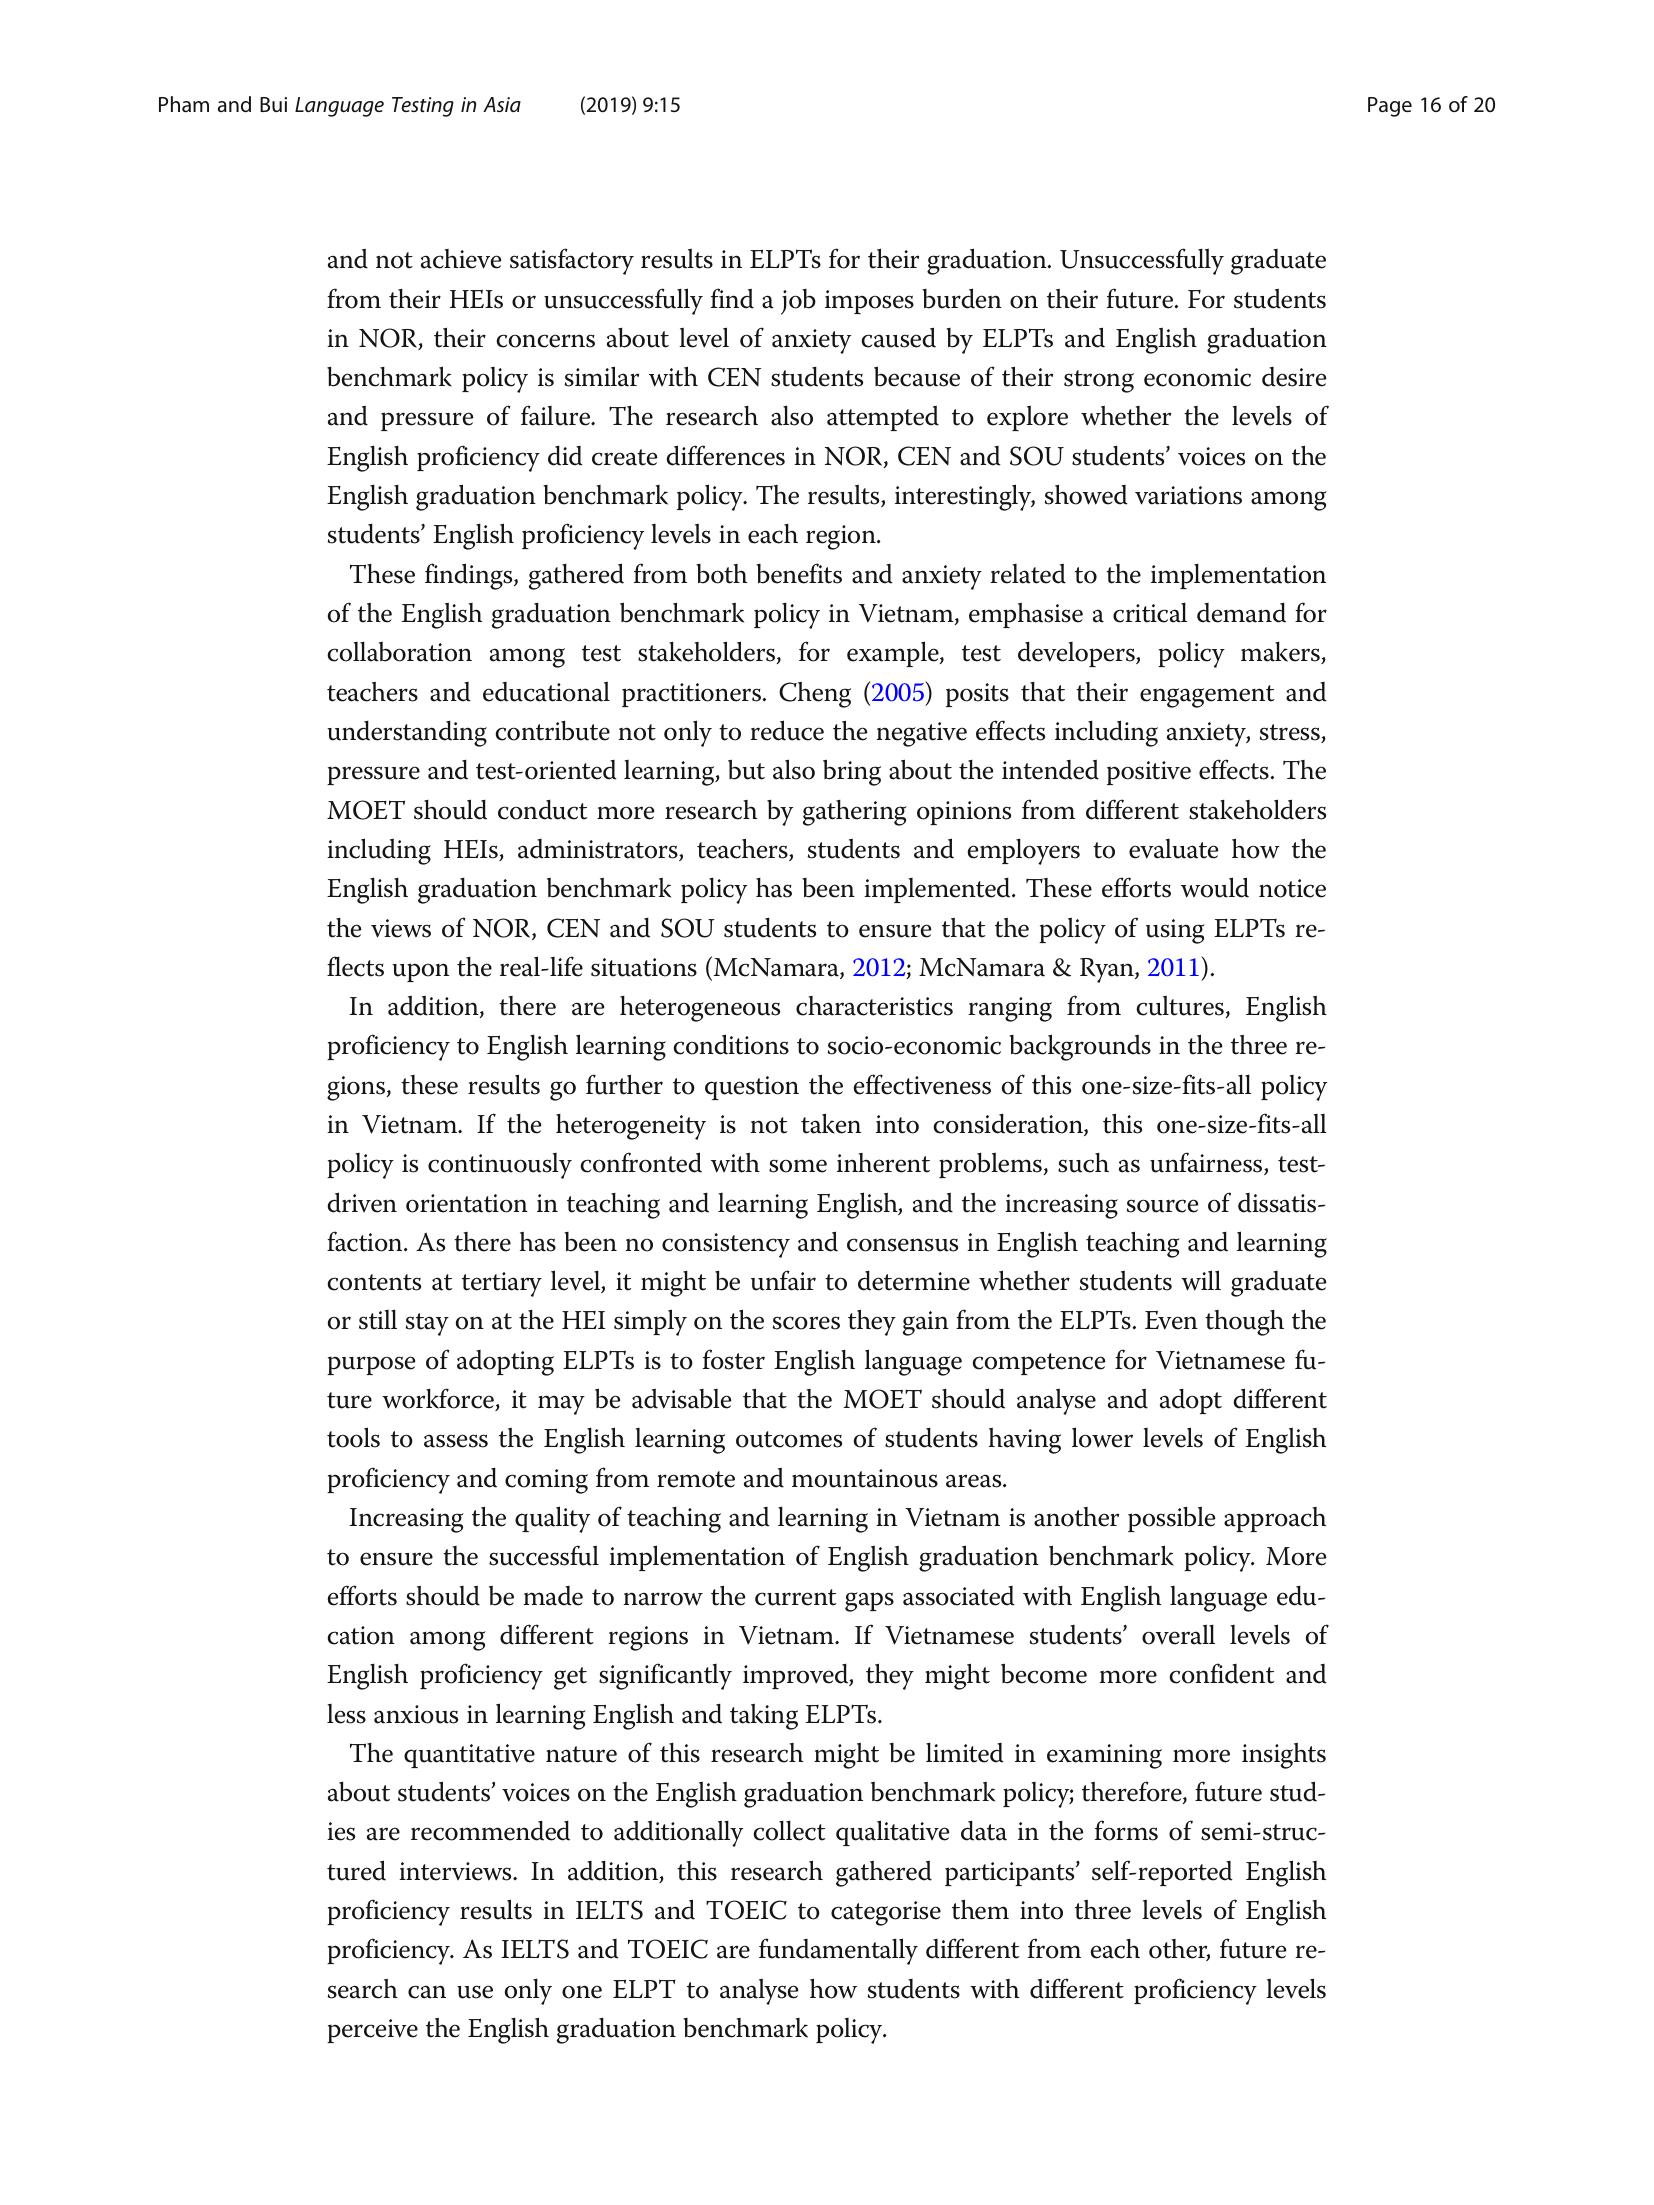 Pham and Bui Language Testing in Asia (2019) 9:15 Page 16 of 20
and not achieve satisfactory results in ELPTs for their graduation. Unsuccessfully graduate
from their HEIs or unsuccessfully find a job imposes burden on their future. For students
in NOR, their concerns about level of anxiety caused by ELPTs and English graduation
benchmark policy is similar with CEN students because of their strong economic desire
and pressure of failure. The research also attempted to explore whether the levels of
English proficiency did create differences in NOR, CEN and SOU students’ voices on the
English graduation benchmark policy. The results, interestingly, showed variations among
students’ English proficiency levels in each region.
These findings, gathered from both benefits and anxiety related to the implementation
of the English graduation benchmark policy in Vietnam, emphasise a critical demand for
collaboration among test stakeholders, for example, test developers, policy makers,
teachers and educational practitioners. Cheng (2005) posits that their engagement and
understanding contribute not only to reduce the negative effects including anxiety, stress,
pressure and test-oriented learning, but also bring about the intended positive effects. The
MOET should conduct more research by gathering opinions from different stakeholders
including HEIs, administrators, teachers, students and employers to evaluate how the
English graduation benchmark policy has been implemented. These efforts would notice
the views of NOR, CEN and SOU students to ensure that the policy of using ELPTs re-
flects upon the real-life situations (McNamara, 2012; McNamara & Ryan, 2011).
In addition, there are heterogeneous characteristics ranging from cultures, English
proficiency to English learning conditions to socio-economic backgrounds in the three re-
gions, these results go further to question the effectiveness of this one-size-fits-all policy
in Vietnam. If the heterogeneity is not taken into consideration, this one-size-fits-all
policy is continuously confronted with some inherent problems, such as unfairness, test-
driven orientation in teaching and learning English, and the increasing source of dissatis-
faction. As there has been no consistency and consensus in English teaching and learning
contents at tertiary level, it might be unfair to determine whether students will graduate
or still stay on at the HEI simply on the scores they gain from the ELPTs. Even though the
purpose of adopting ELPTs is to foster English language competence for Vietnamese fu-
ture workforce, it may be advisable that the MOET should analyse and adopt different
tools to assess the English learning outcomes of students having lower levels of English
proficiency and coming from remote and mountainous areas.
Increasing the quality of teaching and learning in Vietnam is another possible approach
to ensure the successful implementation of English graduation benchmark policy. More
efforts should be made to narrow the current gaps associated with English language edu-
cation among different regions in Vietnam. If Vietnamese students’ overall levels of
English proficiency get significantly improved, they might become more confident and
less anxious in learning English and taking ELPTs.
The quantitative nature of this research might be limited in examining more insights
about students’ voices on the English graduation benchmark policy; therefore, future stud-
ies are recommended to additionally collect qualitative data in the forms of semi-struc-
tured interviews. In addition, this research gathered participants’ self-reported English
proficiency results in IELTS and TOEIC to categorise them into three levels of English
proficiency. As IELTS and TOEIC are fundamentally different from each other, future re-
search can use only one ELPT to analyse how students with different proficiency levels
perceive the English graduation benchmark policy.